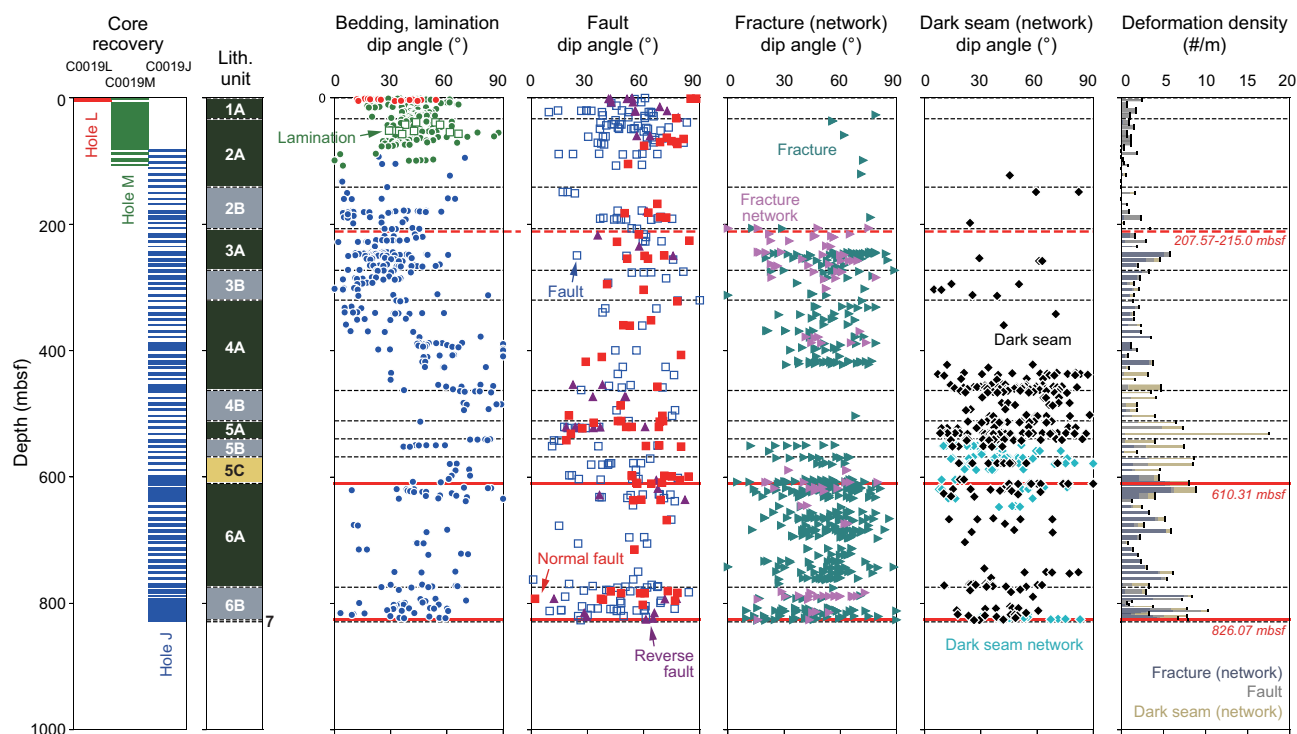 Core
recovery
C0019L
C0019J
C0019M
Lith.
unit
Bedding, lamination
dip angle (°)
Fault
dip angle (°)
Fracture (network)
dip angle (°)
Dark seam (network)
dip angle (°)
Deformation density
(#/m)
0 30 60 90
0 30 60 90
0 30 60 90
0 30 60 90
0 5 10 15 20
0
0
200
400
600
800
1000
Depth (mbsf)
Hole L
Hole M
Hole J
1A
2A
2B
3A
3B
4A
4B
5A
5B
5C
6A
6B
7
Lamination
Fault
Normal fault
Reverse
fault
Fracture
Fracture
network
Dark seam
Dark seam network
207.57-215.0 mbsf
610.31 mbsf
826.07 mbsf
Fracture (network)
Fault
Dark seam (network)